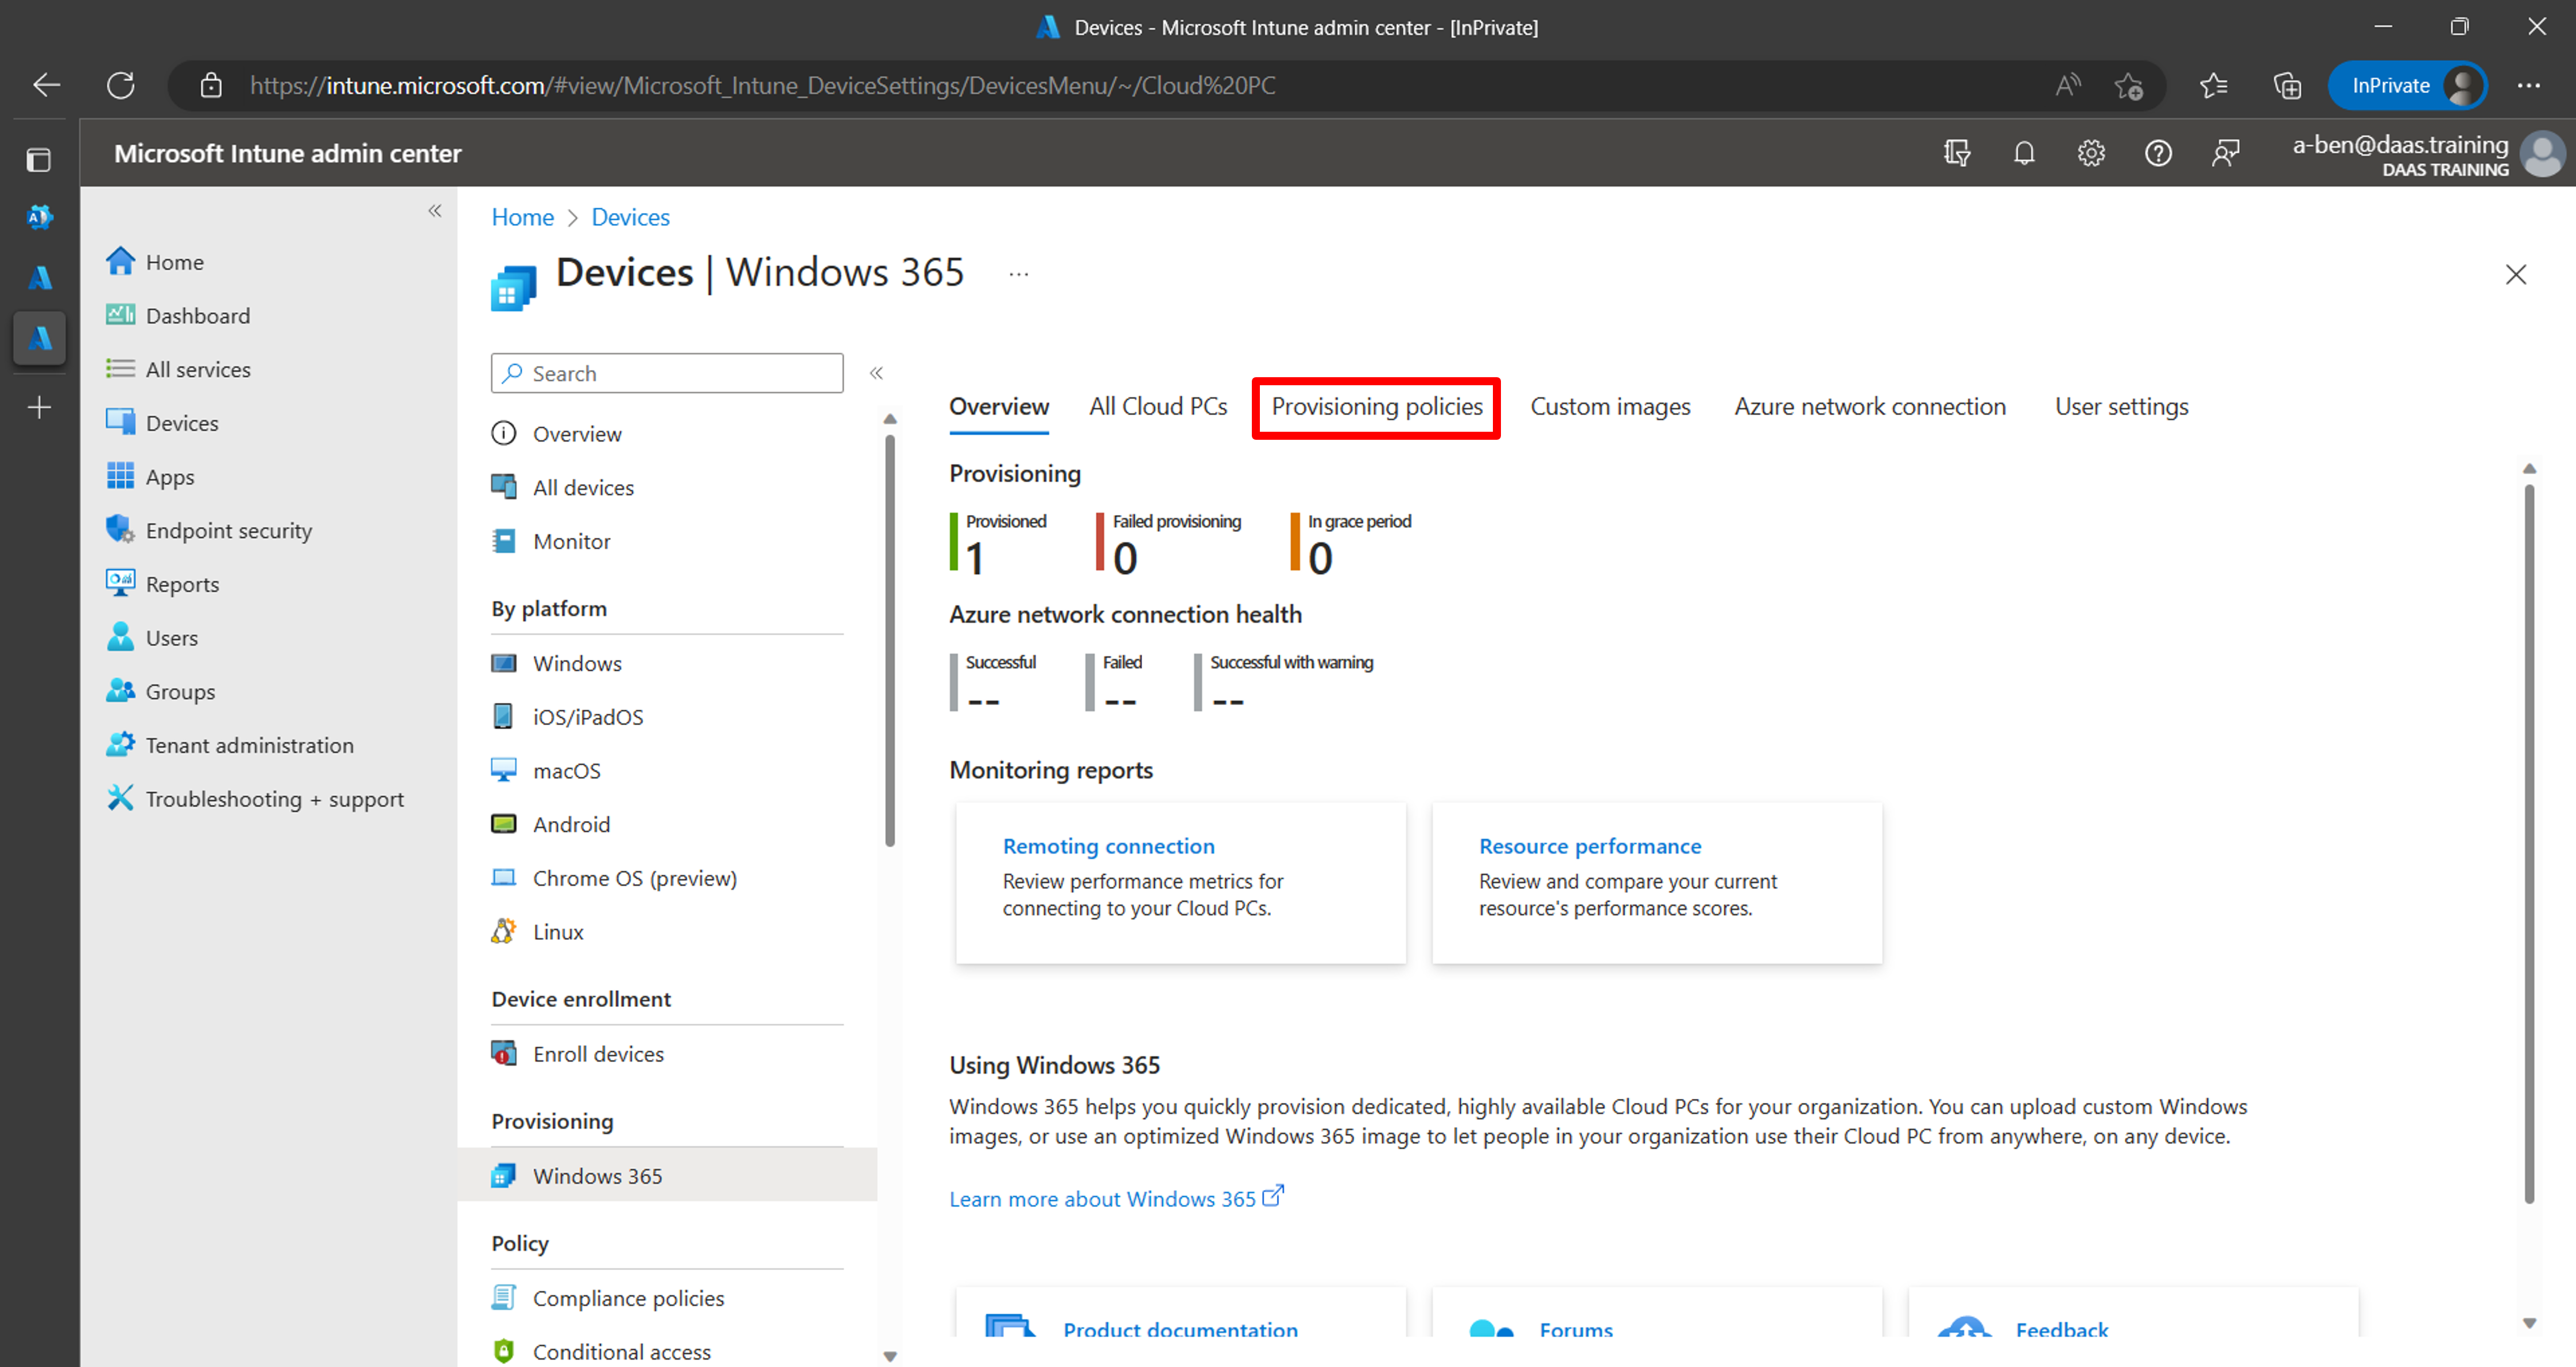 Devices - Microsoft Intune admin center - [InPrivate]
https://intune.microsoft.com/#view/Microsoft_Intune_DeviceSettings/DevicesMenu/~/Cloud%20PC
InPrivate
Microsoft Intune admin center
a-ben@daas.training
DAAS TRAINING
Home
Dashboard
All services
Devices
Apps
Endpoint security
Reports
Users
Groups
Tenant administration
Troubleshooting + support
Home > Devices
Devices | Windows 365 ...
Search
Overview
All devices
Monitor
By platform
Windows
iOS/iPadOS
macOS
Android
Chrome OS (preview)
Linux
Device enrollment
Enroll devices
Provisioning
Windows 365
Policy
Compliance policies
Conditional access
Overview All Cloud PCs Provisioning policies Custom images Azure network connection User settings
Provisioning
Provisioned Failed provisioning In grace period
1 0 0
Azure network connection health
Successful Failed Successful with warning
-- -- --
Monitoring reports
Remoting connection
Review performance metrics for
connecting to your Cloud PCs.
Resource performance
Review and compare your current
resource's performance scores.
Using Windows 365
Windows 365 helps you quickly provision dedicated, highly available Cloud PCs for your organization. You can upload custom Windows
images, or use an optimized Windows 365 image to let people in your organization use their Cloud PC from anywhere, on any device.
Learn more about Windows 365
Product documentation
Forums
Feedback